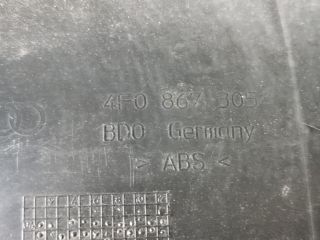 4F0 867 305
BDO Germany
> ABS <